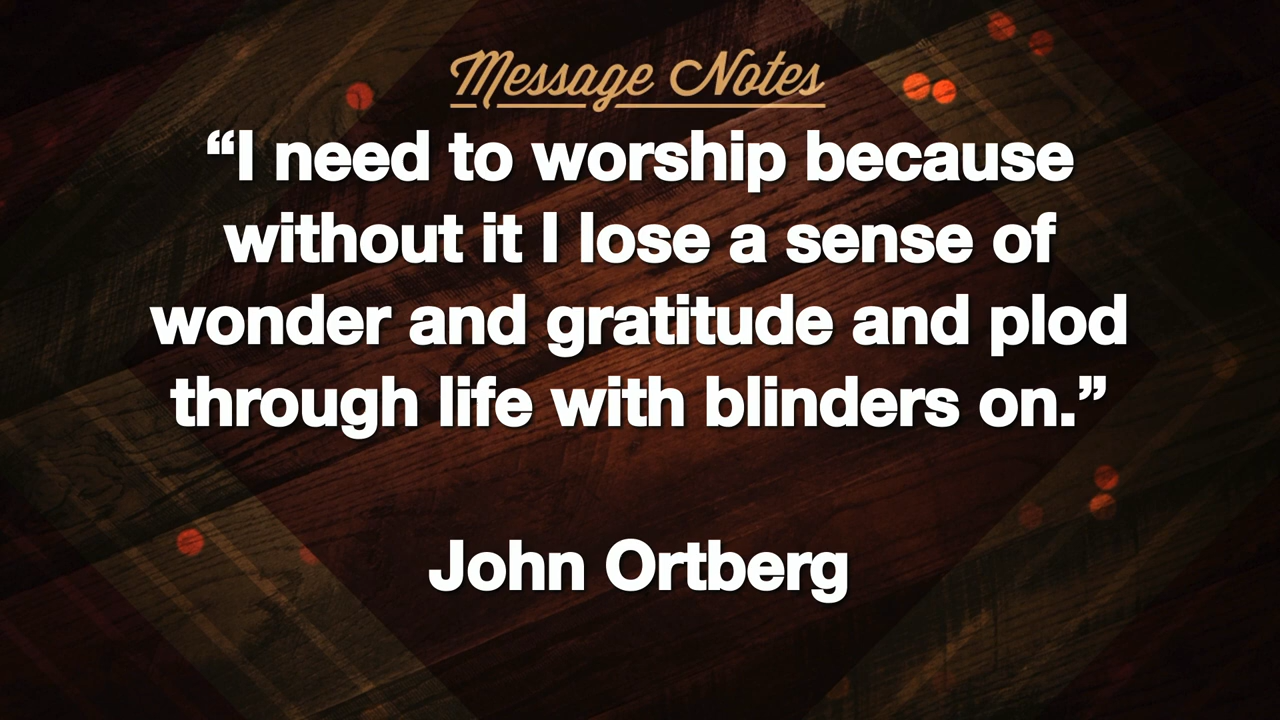 Message Notes
“I need to worship because
without it I lose a sense of
wonder and gratitude and plod
through life with blinders on.”
John Ortberg